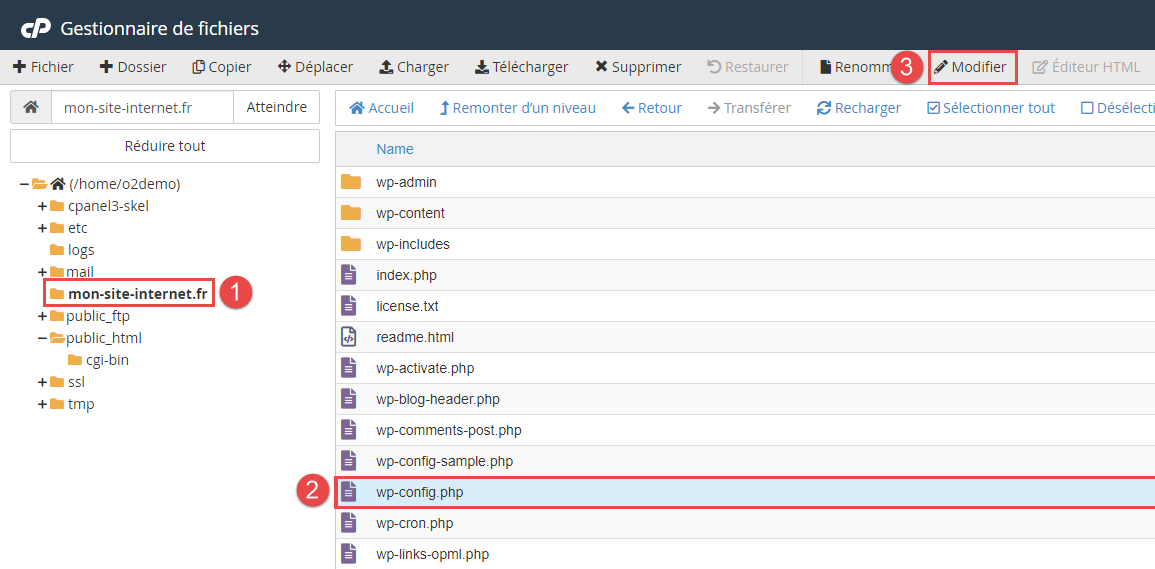 cP Gestionnaire de fichiers
Fichier Dossier Copier Déplacer Charger Télécharger Supprimer Restaurer Renomm 3 Modifier Éditeur HTML
mon-site-internet.fr Atteindre
Accueil Remonter d’un niveau Retour Transférer Recharger Sélectionner tout Désélecti
Réduire tout
(/home/o2demo)
cpanel3-skel
etc
logs
mail
mon-site-internet.fr 1
public_ftp
public_html
cgi-bin
ssl
tmp
Name
wp-admin
wp-content
wp-includes
index.php
license.txt
readme.html
wp-activate.php
wp-blog-header.php
wp-comments-post.php
wp-config-sample.php
2 wp-config.php
wp-cron.php
wp-links-opml.php